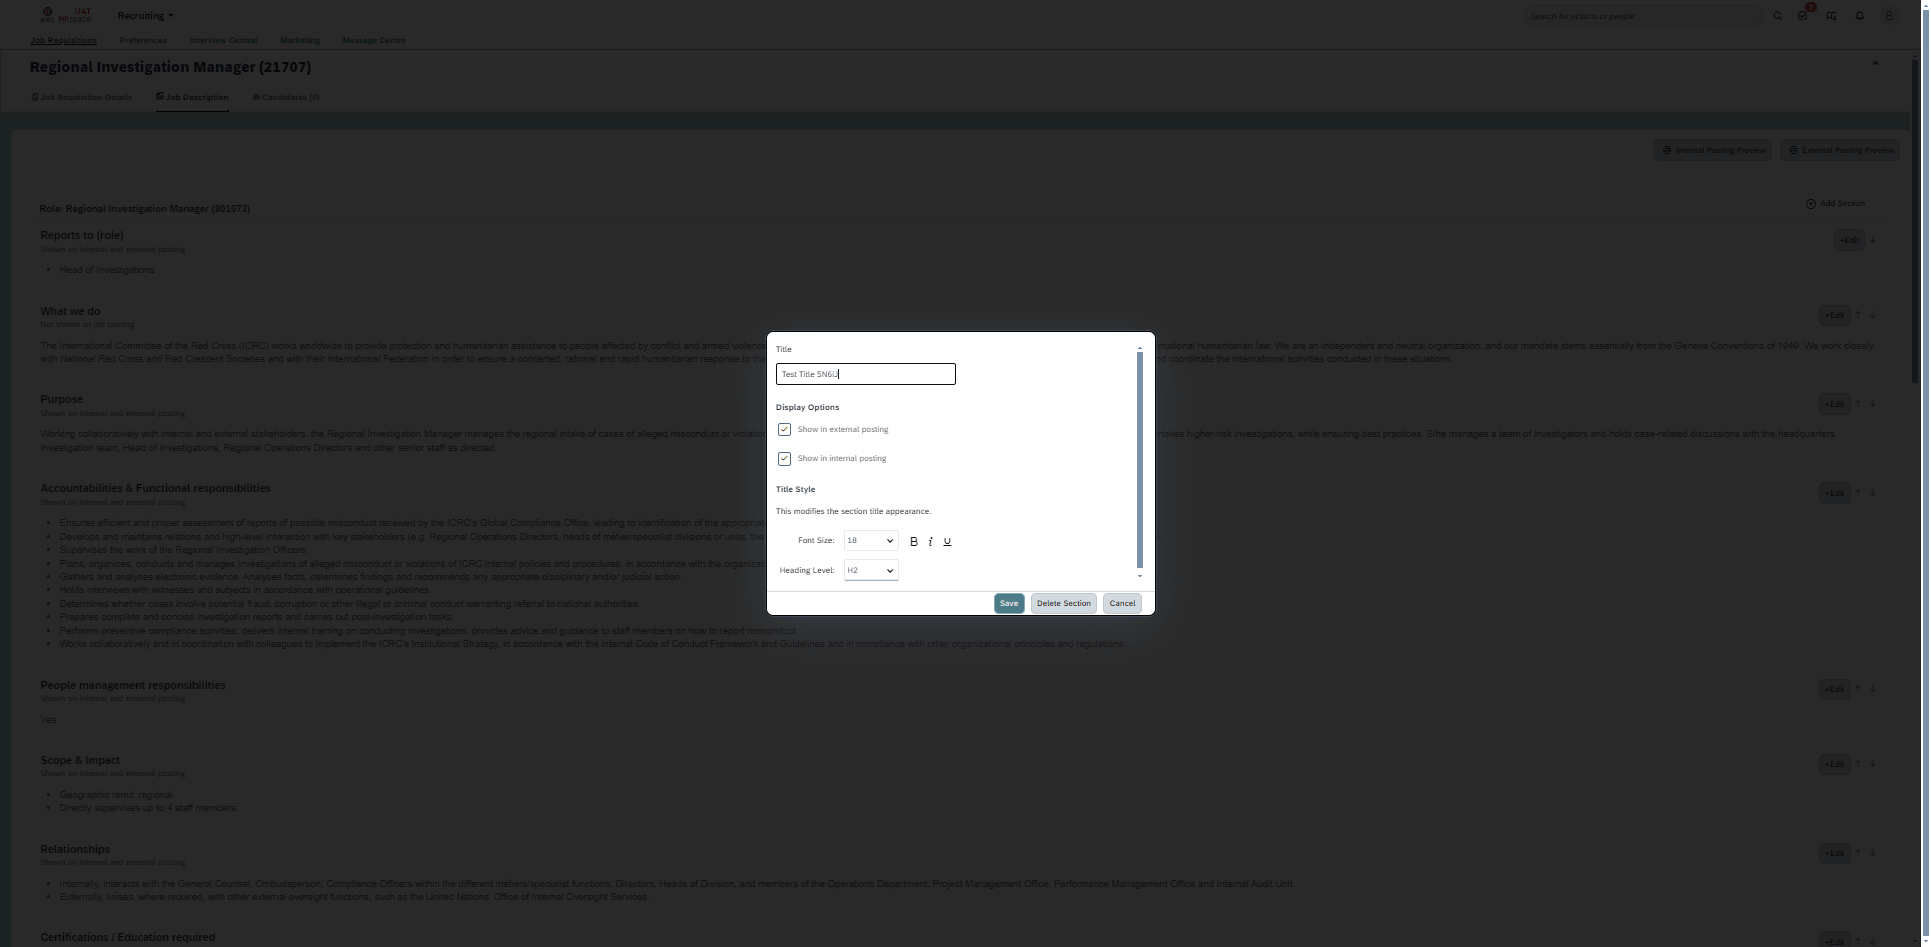 ICRC UAT HRspace
Recruiting
Search for actions or people
Job Requisitions Preferences Interview Central Marketing Message Centre
Regional Investigation Manager (21707)
Job Requisition Details Job Description Candidates (0)
Internal Posting Preview External Posting Preview
Role: Regional Investigation Manager (801073)
Add Section
Reports to (role)
Shown on internal and external posting
+Edit
• Head of Investigations
What we do
Not shown on job posting
+Edit
The International Committee of the Red Cross (ICRC) works worldwide to provide protection and humanitarian assistance to people affected by conflict and armed violence humanitarian law. We are an independent and neutral organization, and our mandate stems essentially from the Geneva Conventions of 1949. We work closely
with National Red Cross and Red Crescent Societies and with their International Federation in order to ensure a concerted, rational and rapid humanitarian response to the coordinate the international activities conducted in these situations.
Purpose
Shown on internal and external posting
+Edit
Working collaboratively with internal and external stakeholders, the Regional Investigation Manager manages the regional intake of cases of alleged misconduct or higher-risk investigations, while ensuring best practices. S/he manages a team of investigators and holds case-related discussions with the headquarters
investigation team, Head of Investigations, Regional Operations Directors and other senior staff as directed.
Accountabilities & Functional responsibilities
Shown on internal and external posting
+Edit
• Ensures efficient and proper assessment of reports of possible misconduct received by the ICRC's Global Compliance Office, leading to identification of the
• Develops and maintains relations and high-level interaction with key stakeholders (e.g. Regional Operations Directors, heads of métier/specialist divisions or units, the
• Supervises the work of the Regional Investigation Officers.
• Plans, organizes, conducts and manages investigations of alleged misconduct or violations of ICRC internal policies and procedures, in accordance with the
• Gathers and analyses electronic evidence. Analyses facts, determines findings and recommends any appropriate disciplinary and/or judicial action.
• Holds interviews with witnesses and subjects in accordance with operational guidelines.
• Determines whether cases involve potential fraud, corruption or other illegal or criminal conduct warranting referral to national authorities.
• Prepares complete and concise investigation reports and carries out post-investigation tasks.
• Performs preventive compliance activities: delivers internal training on conducting investigations; provides advice and guidance to staff members on how to report misconduct.
• Works collaboratively and in coordination with colleagues to implement the ICRC's Institutional Strategy, in accordance with the internal Code of Conduct Framework and Guidelines and in compliance with other organizational principles and regulations.
People management responsibilities
Shown on internal and external posting
+Edit
Yes
Scope & Impact
Shown on internal and external posting
+Edit
• Geographic remit: regional.
• Directly supervises up to 4 staff members.
Relationships
Shown on internal and external posting
+Edit
• Internally, interacts with the General Counsel, Ombudsperson, Compliance Officers within the different métiers/specialist functions, Directors, Heads of Division, and members of the Operations Department, Project Management Office, Performance Management Office and Internal Audit Unit.
• Externally, liaises, where required, with other external oversight functions, such as the United Nations' Office of Internal Oversight Services.
Certifications / Education required
+Edit
Title
Test Title 5N6iJ
Display Options
Show in external posting
Show in internal posting
Title Style
This modifies the section title appearance.
Font Size: 18 B i U
Heading Level: H2
Save Delete Section Cancel